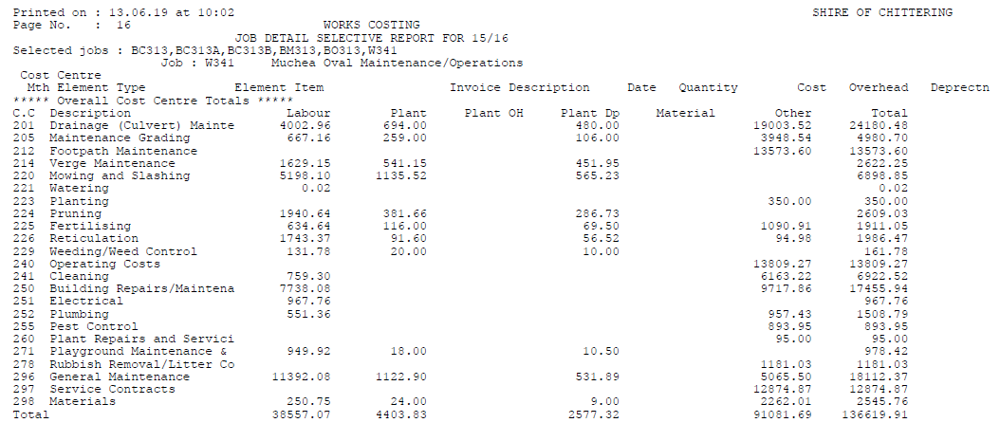 Printed on : 13.06.19 at 10:02 SHIRE OF CHITTERING
Page No. : 16 WORKS COSTING
JOB DETAIL SELECTIVE REPORT FOR 15/16
Selected jobs : BC313,BC313A,BC313B,BM313,BO313,W341
Job : W341 Muchea Oval Maintenance/Operations
Cost Centre
Mth Element Type Element Item Invoice Description Date Quantity Cost Overhead Deprectn
***** Overall Cost Centre Totals *****
C.C Description Labour Plant Plant OH Plant Dp Material Other Total
201 Drainage (Culvert) Mainte 4002.96 694.00 480.00 19003.52 24180.48
205 Maintenance Grading 667.16 259.00 106.00 3948.54 4980.70
212 Footpath Maintenance 13573.60 13573.60
214 Verge Maintenance 1629.15 541.15 451.95 2622.25
220 Mowing and Slashing 5198.10 1135.52 565.23 6898.85
221 Watering 0.02 0.02
223 Planting 350.00 350.00
224 Pruning 1940.64 381.66 286.73 2609.03
225 Fertilising 634.64 116.00 69.50 1090.91 1911.05
226 Reticulation 1743.37 91.60 56.52 94.98 1986.47
229 Weeding/Weed Control 131.78 20.00 10.00 161.78
240 Operating Costs 13809.27 13809.27
241 Cleaning 759.30 6163.22 6922.52
250 Building Repairs/Maintena 7738.08 9717.86 17455.94
251 Electrical 967.76 967.76
252 Plumbing 551.36 957.43 1508.79
255 Pest Control 893.95 893.95
260 Plant Repairs and Servici 95.00 95.00
271 Playground Maintenance & 949.92 18.00 10.50 978.42
278 Rubbish Removal/Litter Co 1181.03 1181.03
296 General Maintenance 11392.08 1122.90 531.89 5065.50 18112.37
297 Service Contracts 12874.87 12874.87
298 Materials 250.75 24.00 9.00 2262.01 2545.76
Total 38557.07 4403.83 2577.32 91081.69 136619.91